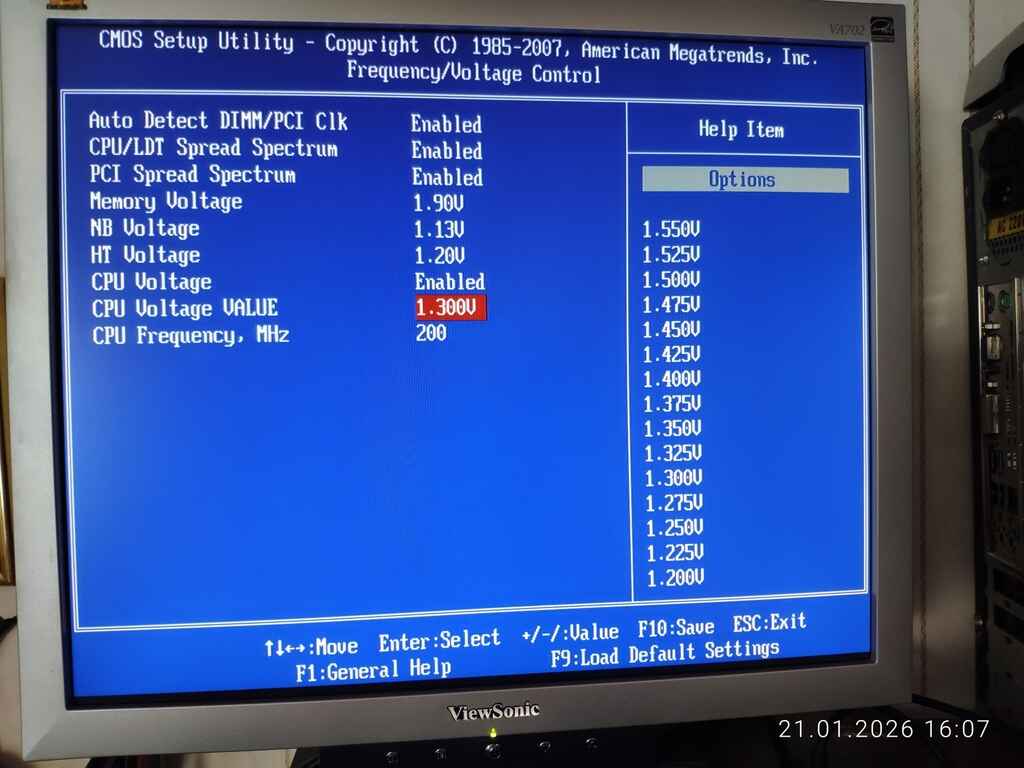 VA702
CMOS Setup Utility - Copyright (C) 1985-2007, American Megatrends, Inc.
Frequency/Voltage Control
Auto Detect DIMM/PCI Clk Enabled
CPU/LDT Spread Spectrum Enabled
PCI Spread Spectrum Enabled
Memory Voltage 1.90V
NB Voltage 1.13V
HT Voltage 1.20V
CPU Voltage Enabled
CPU Voltage VALUE 1.300V
CPU Frequency, MHz 200
Help Item
Options
1.550V
1.525V
1.500V
1.475V
1.450V
1.425V
1.400V
1.375V
1.350V
1.325V
1.300V
1.275V
1.250V
1.225V
1.200V
↑↓←→:Move Enter:Select +/-/:Value F10:Save ESC:Exit
F1:General Help F9:Load Default Settings
ViewSonic
21.01.2026 16:07